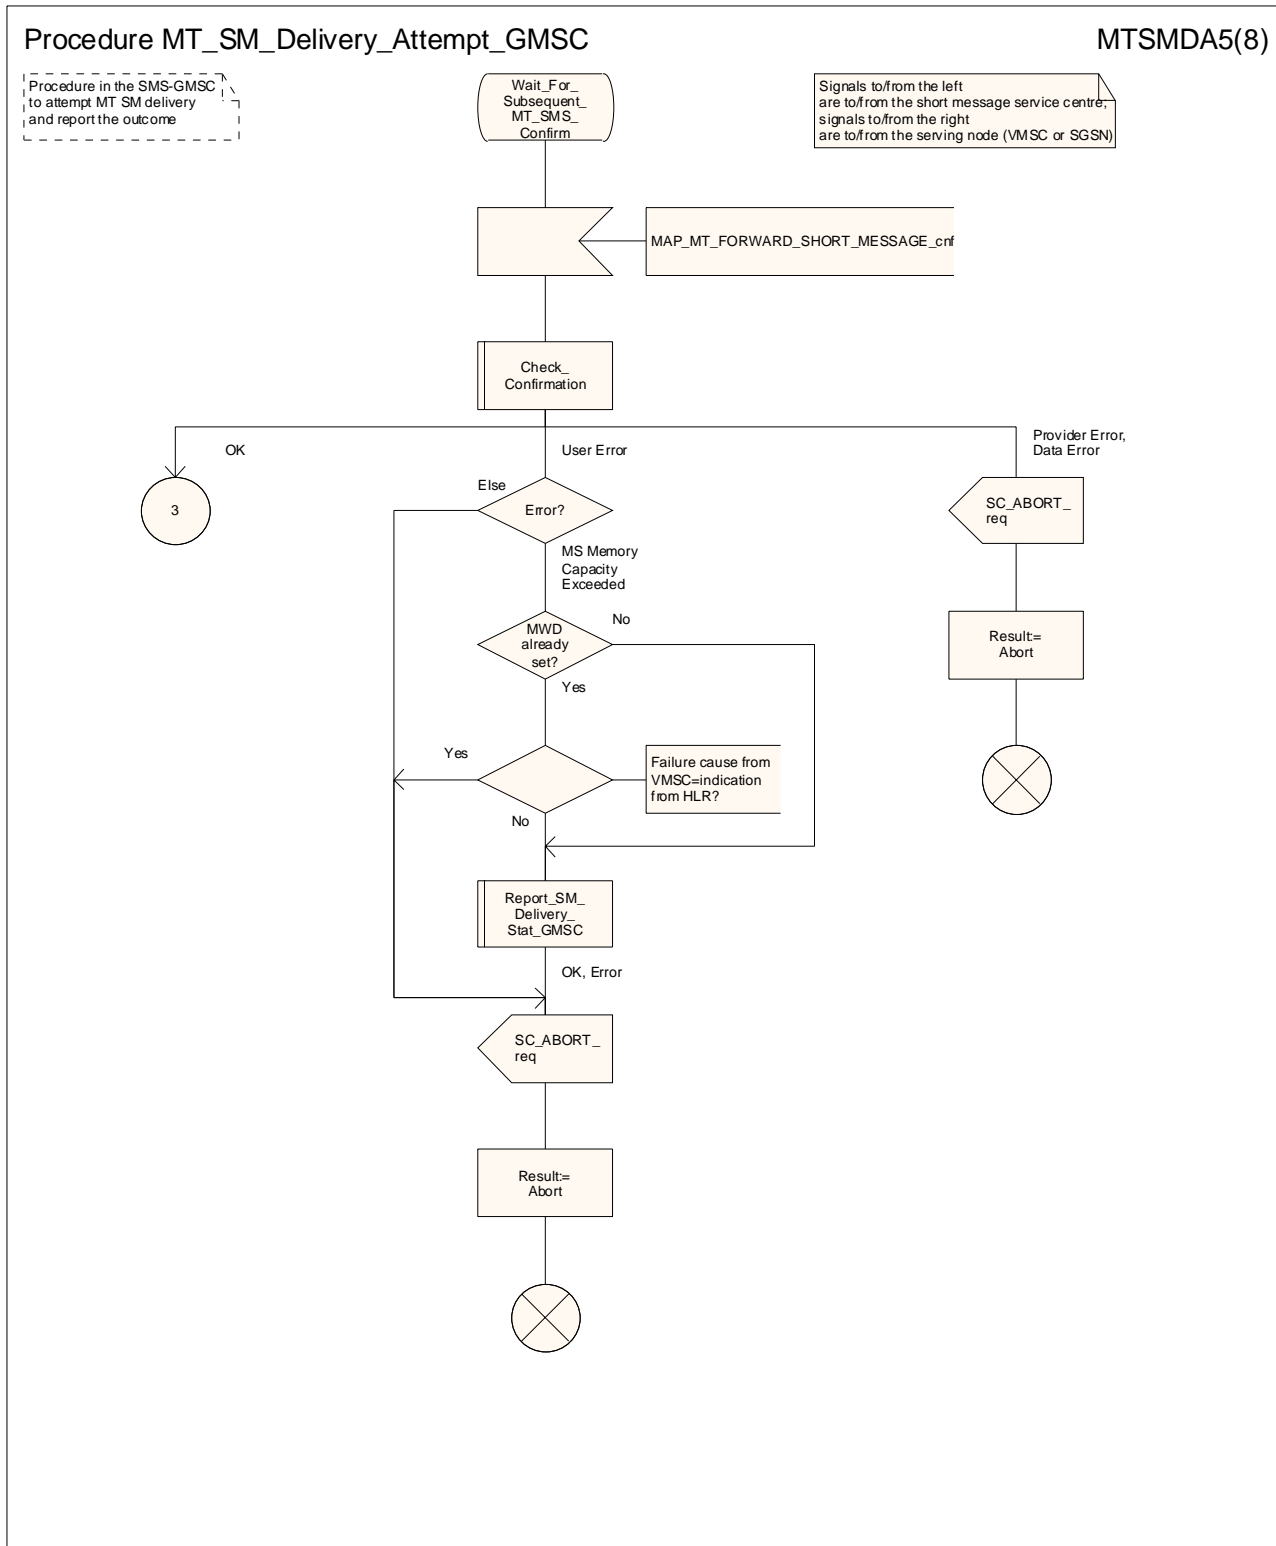 Procedure MT_SM_Delivery_Attempt_GMSC
MTSMDA5(8)
Procedure in the SMS-GMSC
to attempt MT SM delivery
and report the outcome
Wait_For_
Subsequent_
MT_SMS_
Confirm
Signals to/from the left
are to/from the short message service centre;
signals to/from the right
are to/from the serving node (VMSC or SGSN)
MAP_MT_FORWARD_SHORT_MESSAGE_cnf
Check_
Confirmation
OK
User Error
Provider Error,
Data Error
3
Else
Error?
SC_ABORT_
req
MS Memory
Capacity
Exceeded
No
MWD
already
set?
Result:=
Abort
Yes
Yes
Failure cause from
VMSC=indication
from HLR?
No
Report_SM_
Delivery_
Stat_GMSC
OK, Error
SC_ABORT_
req
Result:=
Abort